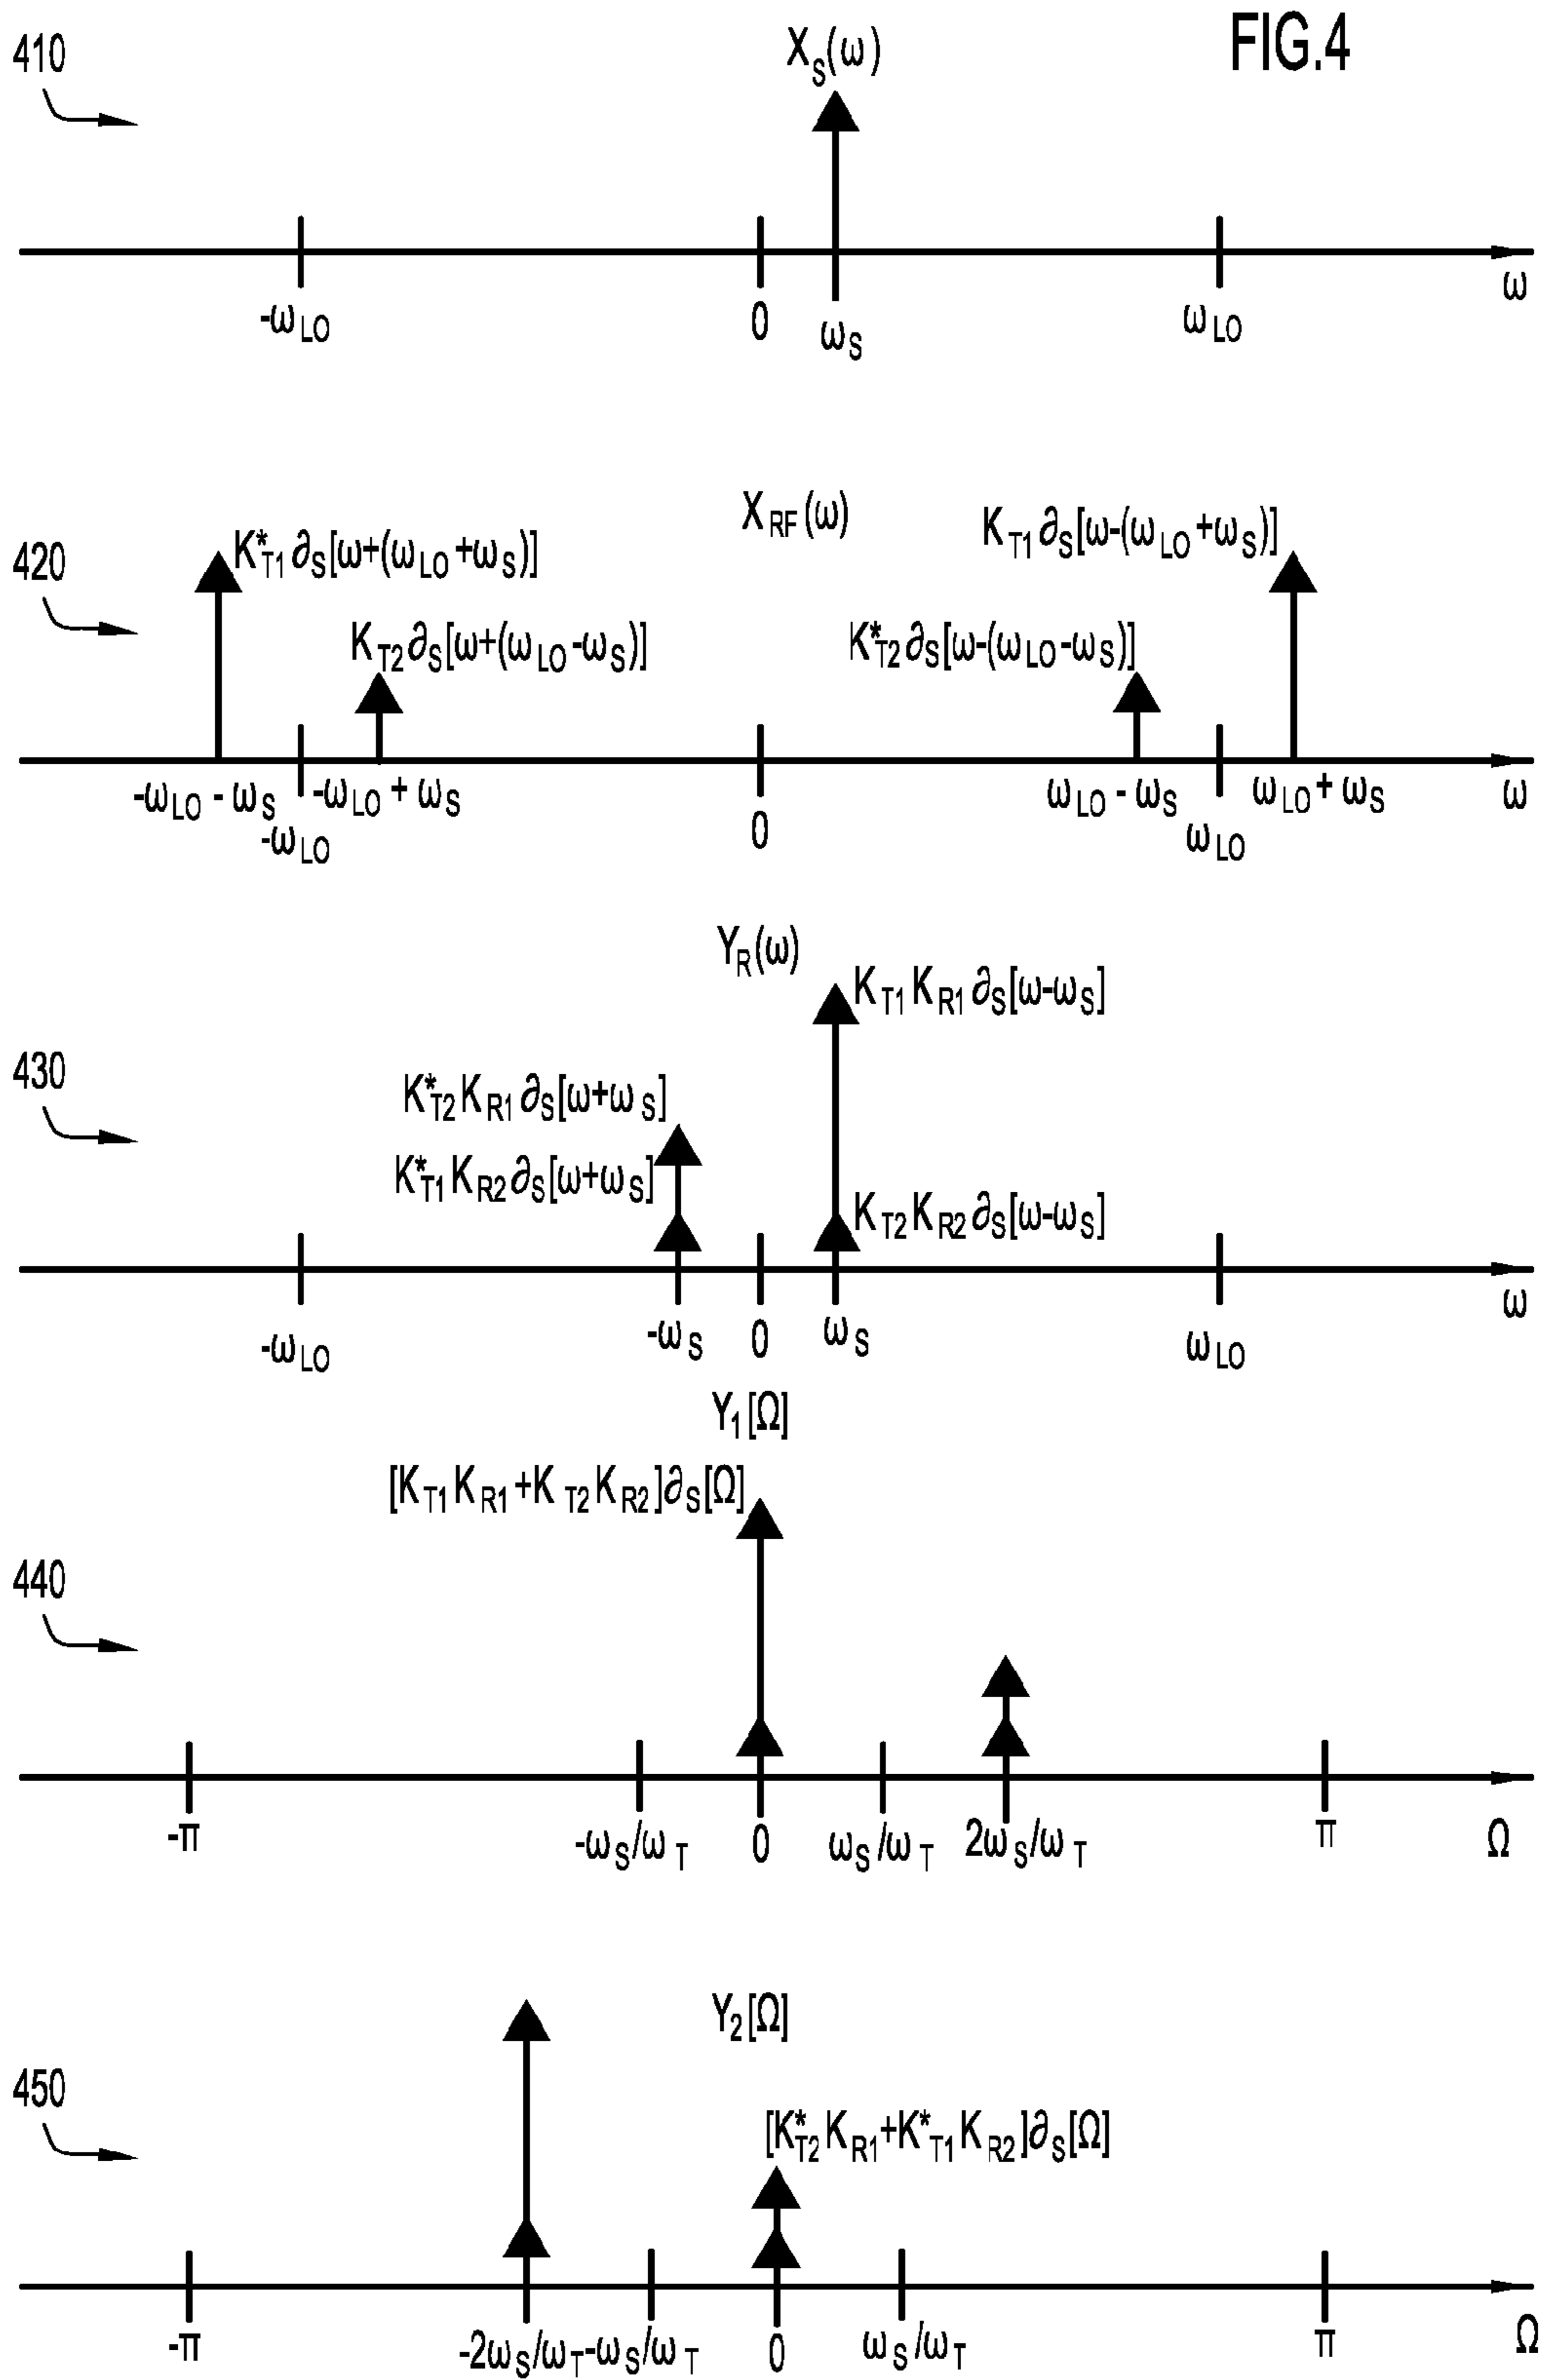 FIG.4
410
X_S(ω)
-ω_LO 0 ω_S ω_LO ω
420
X_RF(ω)
K*_T1 ∂_S[ω+(ω_LO+ω_S)]
K_T2 ∂_S[ω+(ω_LO-ω_S)]
K*_T2 ∂_S[ω-(ω_LO-ω_S)]
K_T1 ∂_S[ω-(ω_LO+ω_S)]
-ω_LO - ω_S -ω_LO + ω_S ω_LO - ω_S ω_LO + ω_S ω
-ω_LO 0 ω_LO
430
Y_R(ω)
K_T1 K_R1 ∂_S[ω-ω_S]
K*_T2 K_R1 ∂_S[ω+ω_S]
K*_T1 K_R2 ∂_S[ω+ω_S]
K_T2 K_R2 ∂_S[ω-ω_S]
-ω_LO -ω_S 0 ω_S ω_LO ω
440
Y_1[Ω]
[K_T1 K_R1 +K_T2 K_R2]∂_S[Ω]
-π -ω_S/ω_T 0 ω_S/ω_T 2ω_S/ω_T π Ω
450
Y_2[Ω]
[K*_T2 K_R1+K*_T1 K_R2]∂_S[Ω]
-π -2ω_S/ω_T -ω_S/ω_T 0 ω_S/ω_T π Ω